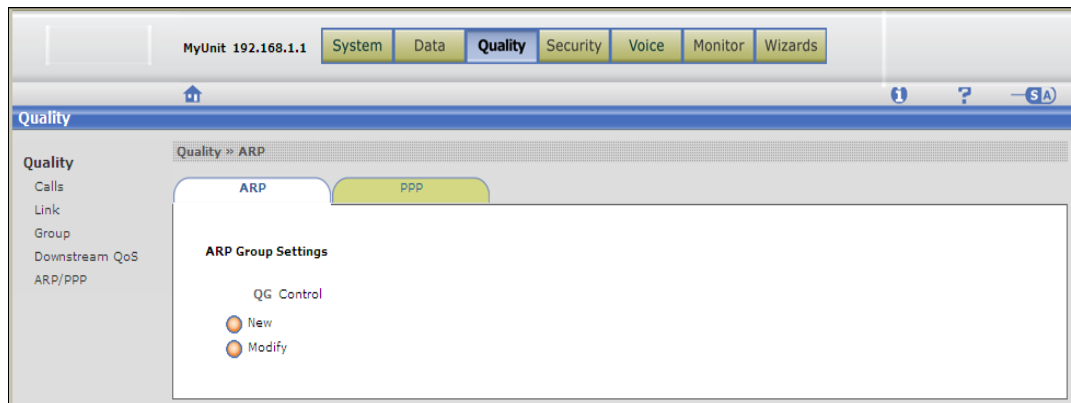 MyUnit 192.168.1.1 System Data Quality Security Voice Monitor Wizards
i ? SA
Quality
Quality
Calls
Link
Group
Downstream QoS
ARP/PPP
Quality » ARP
ARP PPP
ARP Group Settings
QG Control
New
Modify